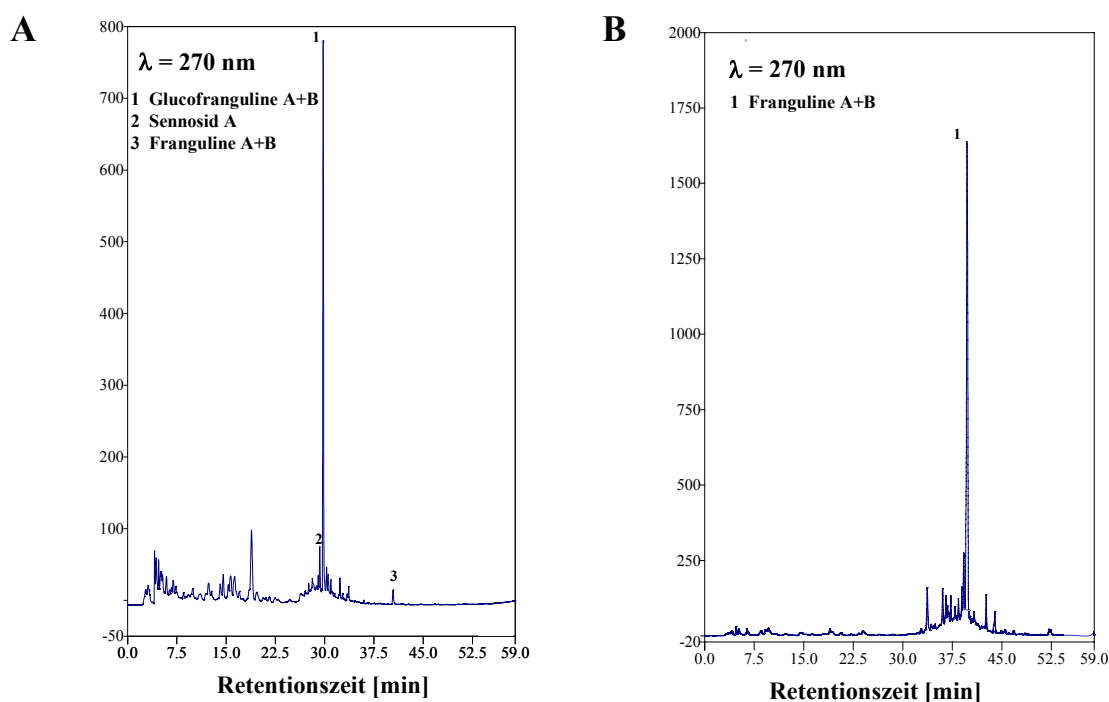 A
800
700
600
500
400
300
200
100
-50
λ = 270 nm
1 Glucofranguline A+B
2 Sennosid A
3 Franguline A+B
1
2
3
0.0 7.5 15.0 22.5 30.0 37.5 45.0 52.5 59.0
Retentionszeit [min]
B
2000
1750
1500
1250
1000
750
500
250
-20
λ = 270 nm
1 Franguline A+B
1
0.0 7.5 15.0 22.5 30.0 37.5 45.0 52.5 59.0
Retentionszeit [min]